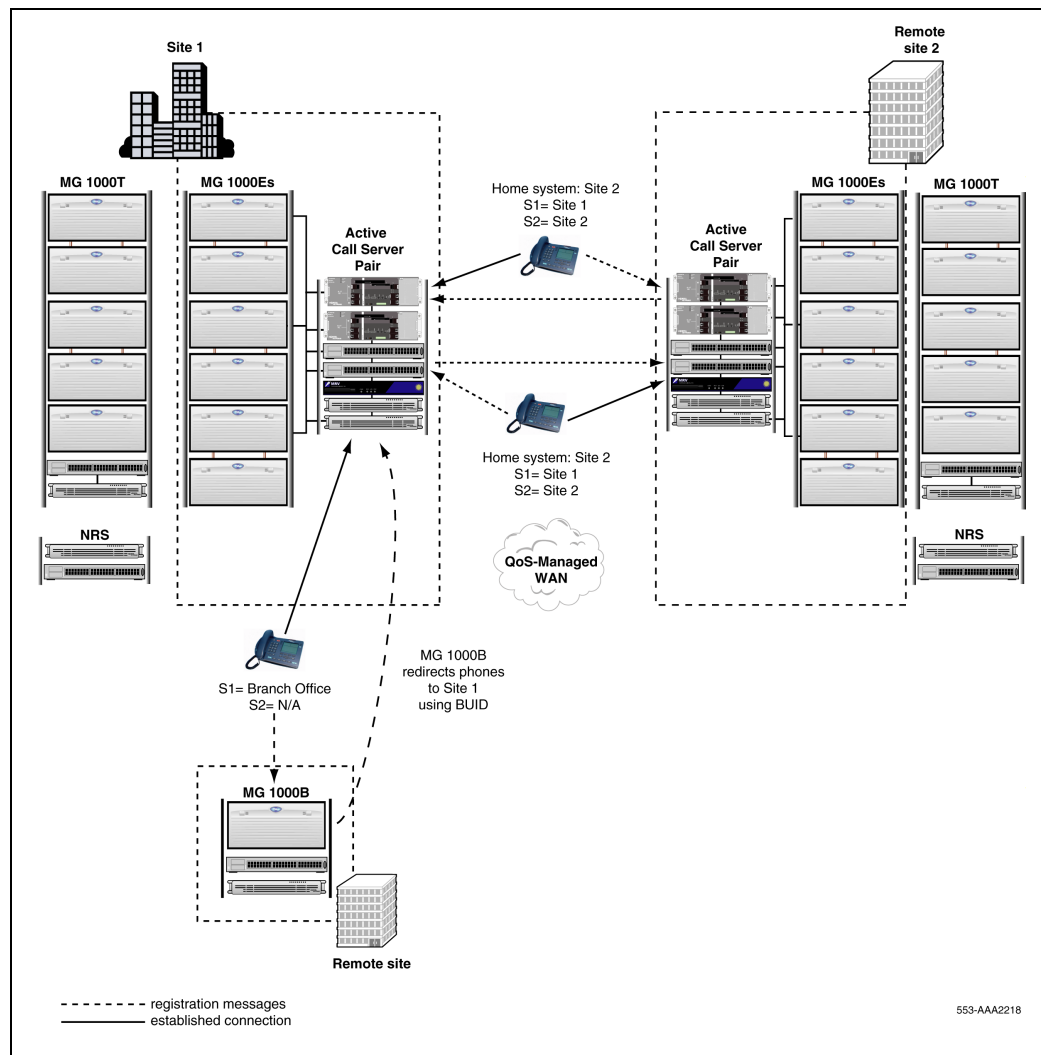 Site 1
Remote
site 2
MG 1000T
MG 1000Es
Home system: Site 2
S1= Site 1
S2= Site 2
MG 1000Es
MG 1000T
Active
Call Server
Pair
Active
Call Server
Pair
MRV
MRV
Home system: Site 2
S1= Site 1
S2= Site 2
NRS
QoS-Managed
WAN
NRS
S1= Branch Office
S2= N/A
MG 1000B
redirects phones
to Site 1
using BUID
MG 1000B
Remote site
registration messages
established connection
553-AAA2218